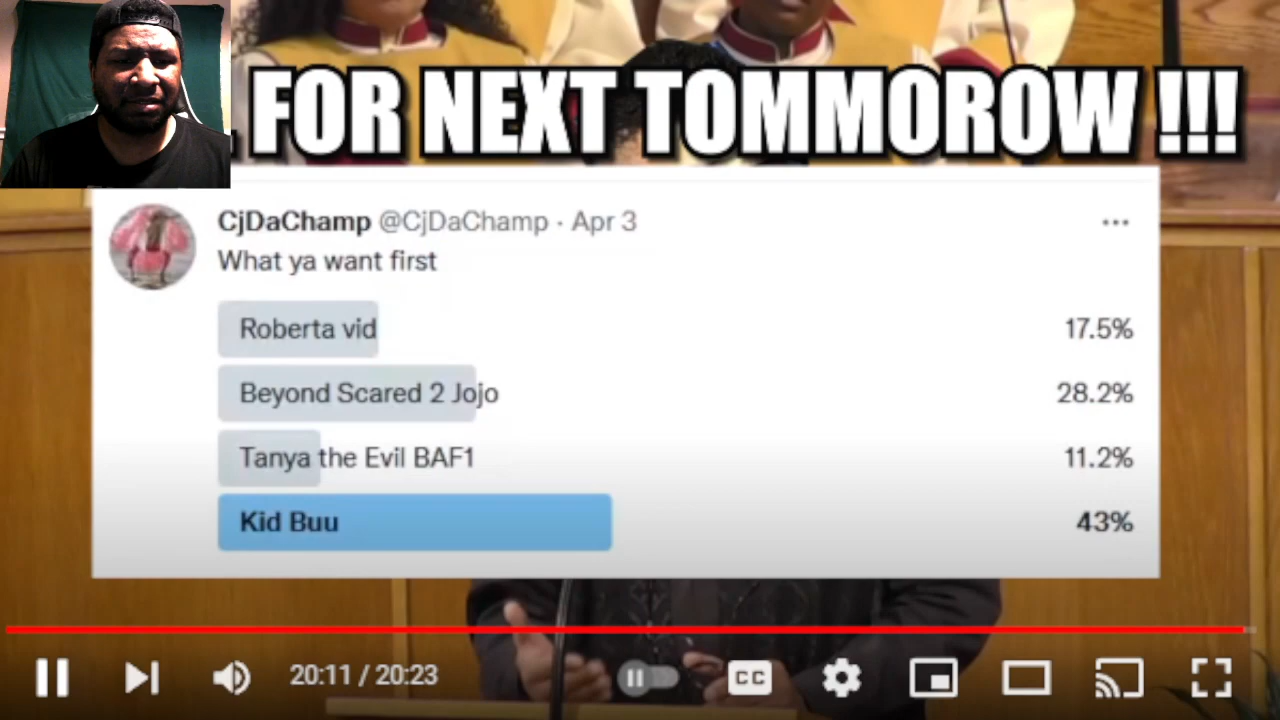 FOR NEXT TOMMOROW !!!
CjDaChamp @CjDaChamp · Apr 3
What ya want first
Roberta vid 17.5%
Beyond Scared 2 Jojo 28.2%
Tanya the Evil BAF1 11.2%
Kid Buu 43%
20:11 / 20:23
CC